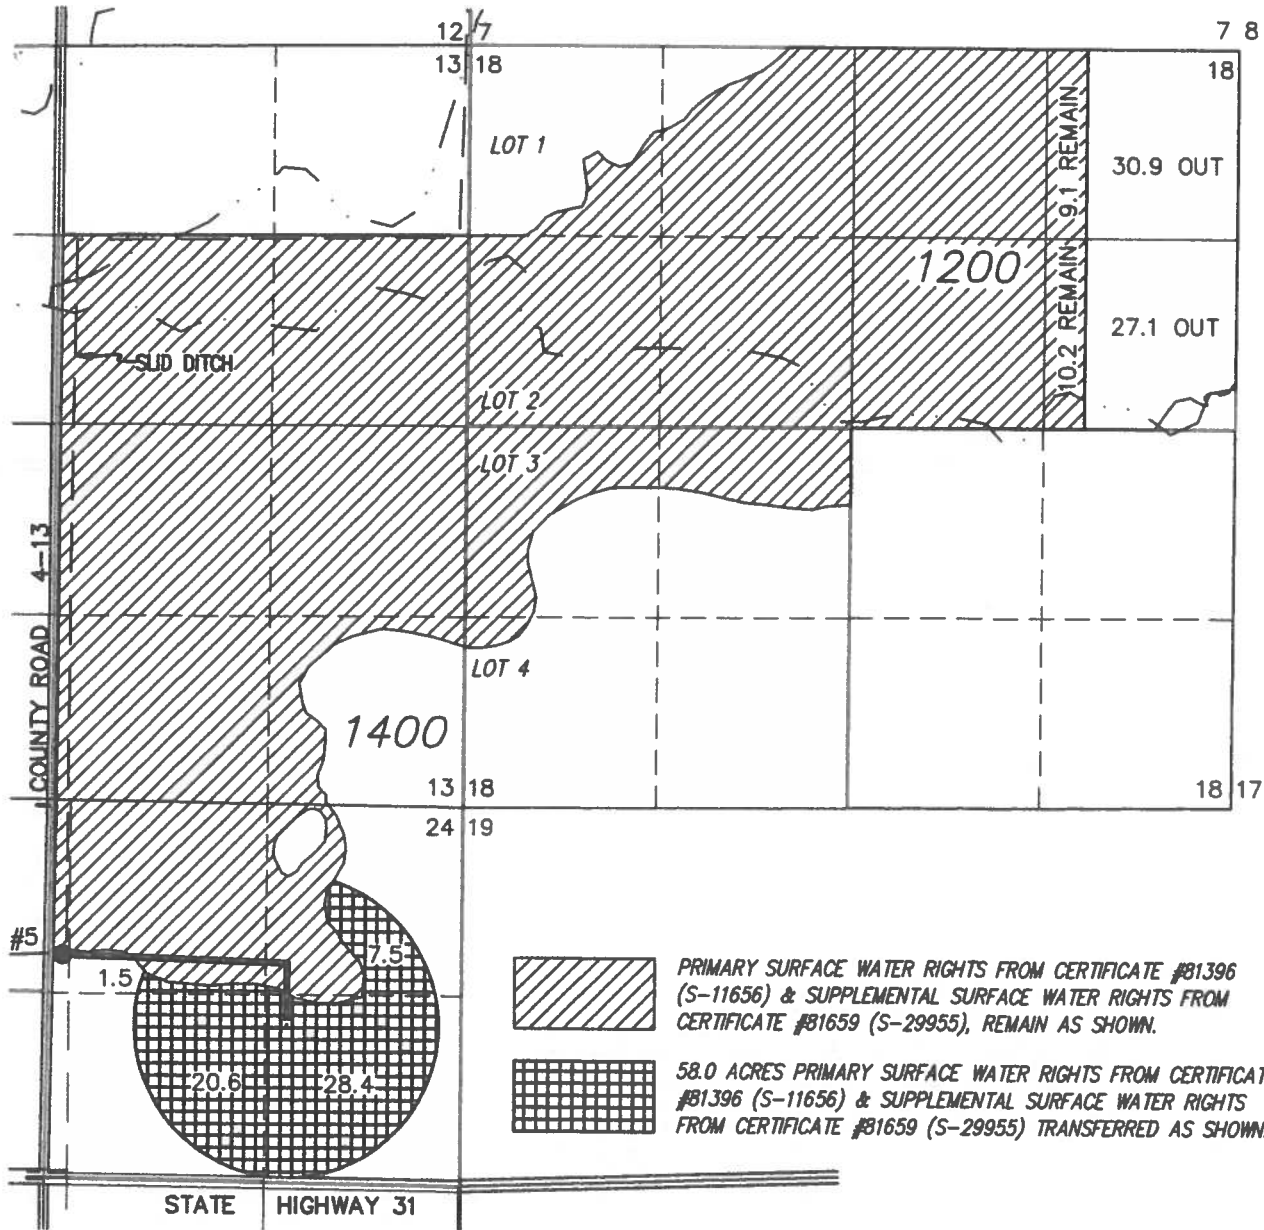 12 7
7 8
13 18
18
LOT 1
9.1 REMAIN
30.9 OUT
1200
10.2 REMAIN
27.1 OUT
SLID DITCH
LOT 2
LOT 3
COUNTY ROAD 4-13
LOT 4
1400
13 18
18 17
24 19
#5
1.5
7.5
20.6
28.4
PRIMARY SURFACE WATER RIGHTS FROM CERTIFICATE #81396
(S-11656) & SUPPLEMENTAL SURFACE WATER RIGHTS FROM
CERTIFICATE #81659 (S-29955), REMAIN AS SHOWN.
58.0 ACRES PRIMARY SURFACE WATER RIGHTS FROM CERTIFICAT
#81396 (S-11656) & SUPPLEMENTAL SURFACE WATER RIGHTS
FROM CERTIFICATE #81659 (S-29955) TRANSFERRED AS SHOWN.
STATE HIGHWAY 31